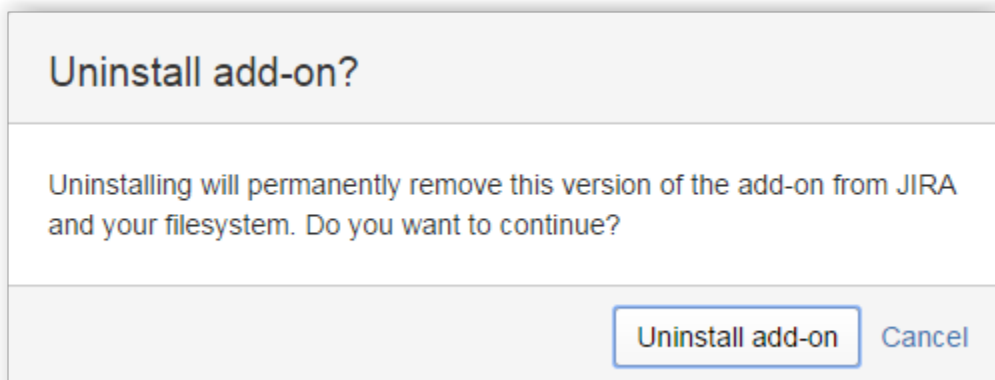 Uninstall add-on?
Uninstalling will permanently remove this version of the add-on from JIRA
and your filesystem. Do you want to continue?
Uninstall add-on Cancel